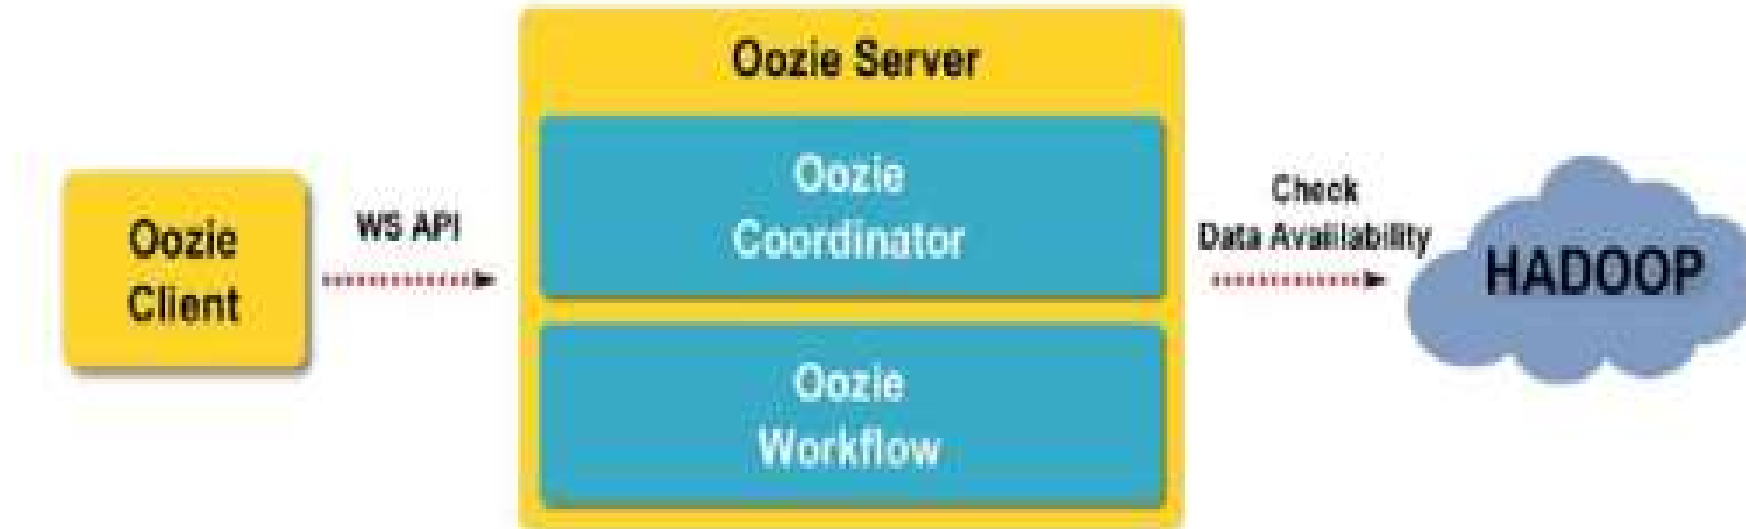 Oozie Server
Oozie
Client
WS API
Oozie
Coordinator
Oozie
Workflow
Check
Data Availability
HADOOP